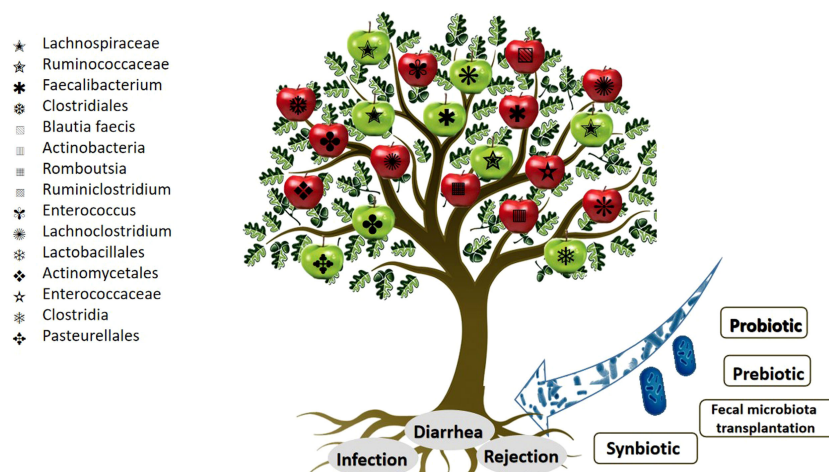 Lachnospiraceae
Ruminococcaceae
Faecalibacterium
Clostridiales
Blautia faecis
Actinobacteria
Romboutsia
Ruminiclostridium
Enterococcus
Lachnoclostridium
Lactobacillales
Actinomycetales
Enterococcaceae
Clostridia
Pasteurellales
Probiotic
Prebiotic
Fecal microbiota
transplantation
Synbiotic
Diarrhea
Infection
Rejection